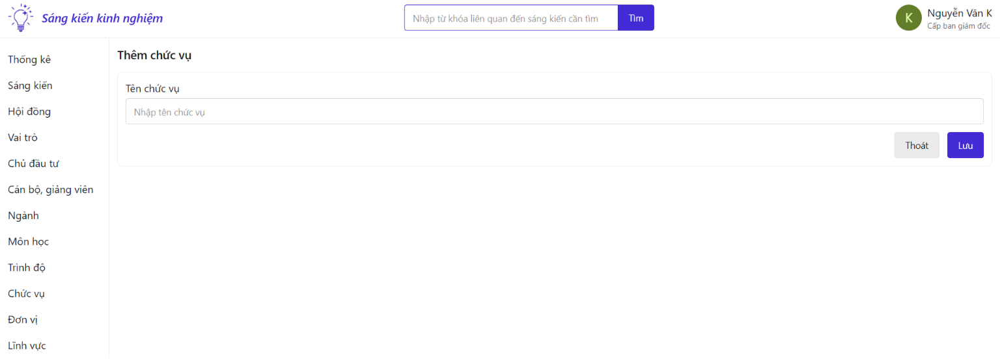 Sáng kiến kinh nghiệm
Nhập từ khóa liên quan đến sáng kiến cần tìm
Tìm
K
Nguyễn Văn K
Cấp ban giám đốc
Thống kê
Sáng kiến
Hội đồng
Vai trò
Chủ đầu tư
Cán bộ, giảng viên
Ngành
Môn học
Trình độ
Chức vụ
Đơn vị
Lĩnh vực
Thêm chức vụ
Tên chức vụ
Nhập tên chức vụ
Thoát
Lưu